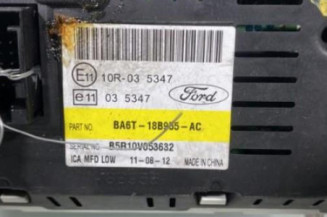 E11 10R-03 5347
e11 03 5347
Ford
PART NO. BA6T-18B955-AC
SERIAL NO. B5R10V053632
ICA MFD LOW 11-08-12 MADE IN CHINA